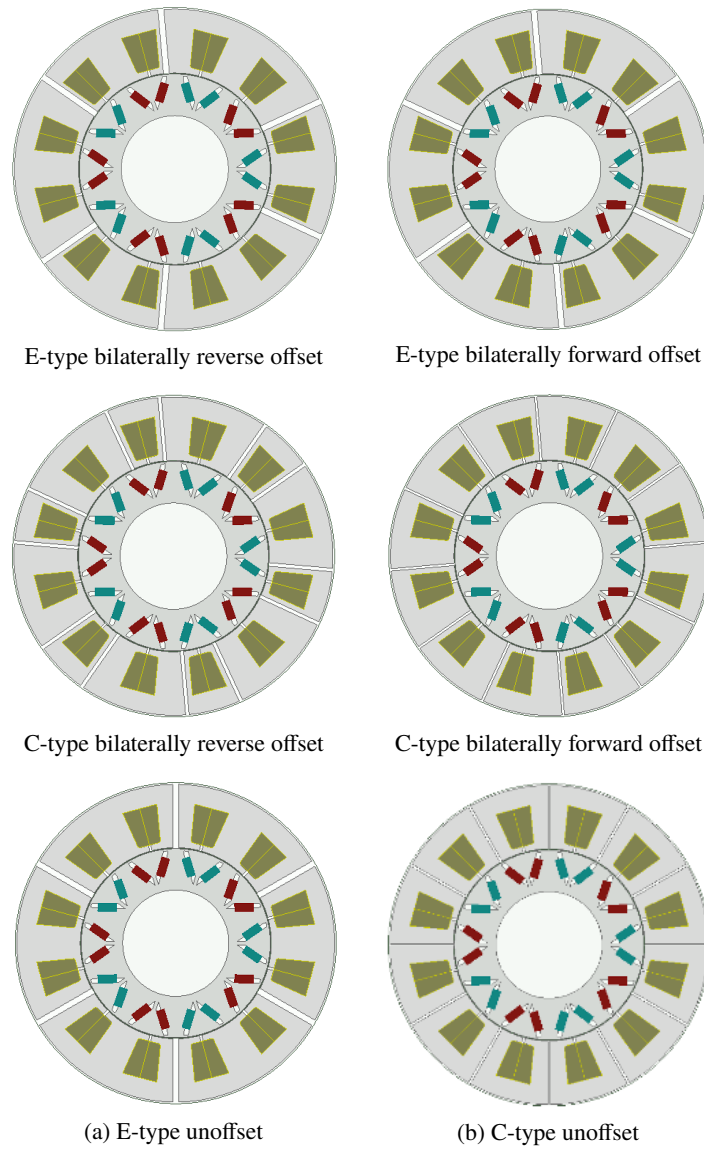 E-type bilaterally reverse offset
E-type bilaterally forward offset
C-type bilaterally reverse offset
C-type bilaterally forward offset
(a) E-type unoffset
(b) C-type unoffset